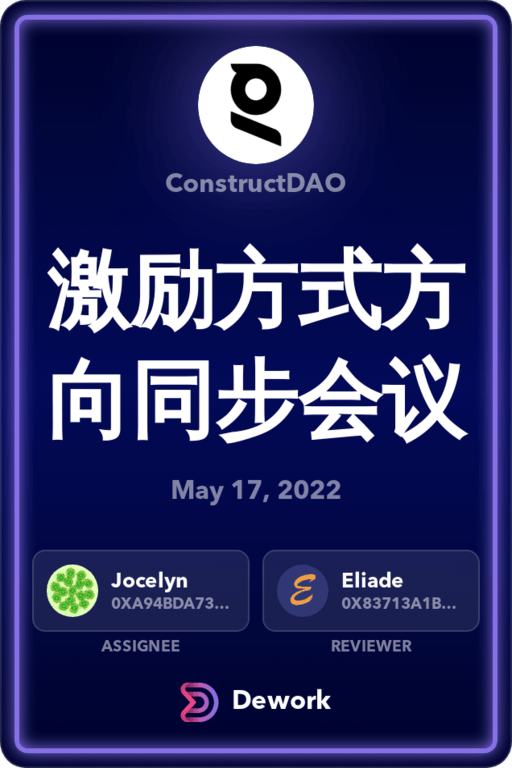 ConstructDAO
激励方式方
向同步会议
May 17, 2022
Jocelyn
0XA94BDA73...
Eliade
0X83713A1B...
ASSIGNEE
REVIEWER
Dework